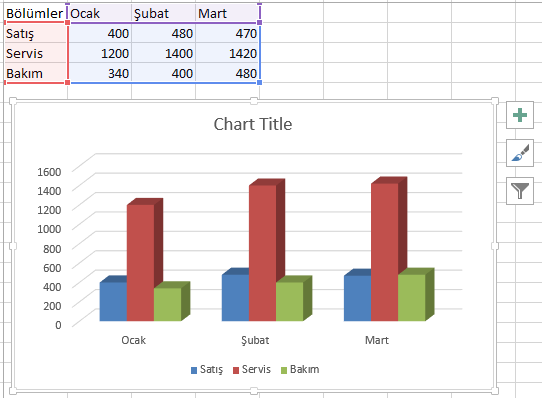 Bölümler Ocak Şubat Mart
Satış 400 480 470
Servis 1200 1400 1420
Bakım 340 400 480
Chart Title
1600
1400
1200
1000
800
600
400
200
0
Ocak Şubat Mart
Satış Servis Bakım